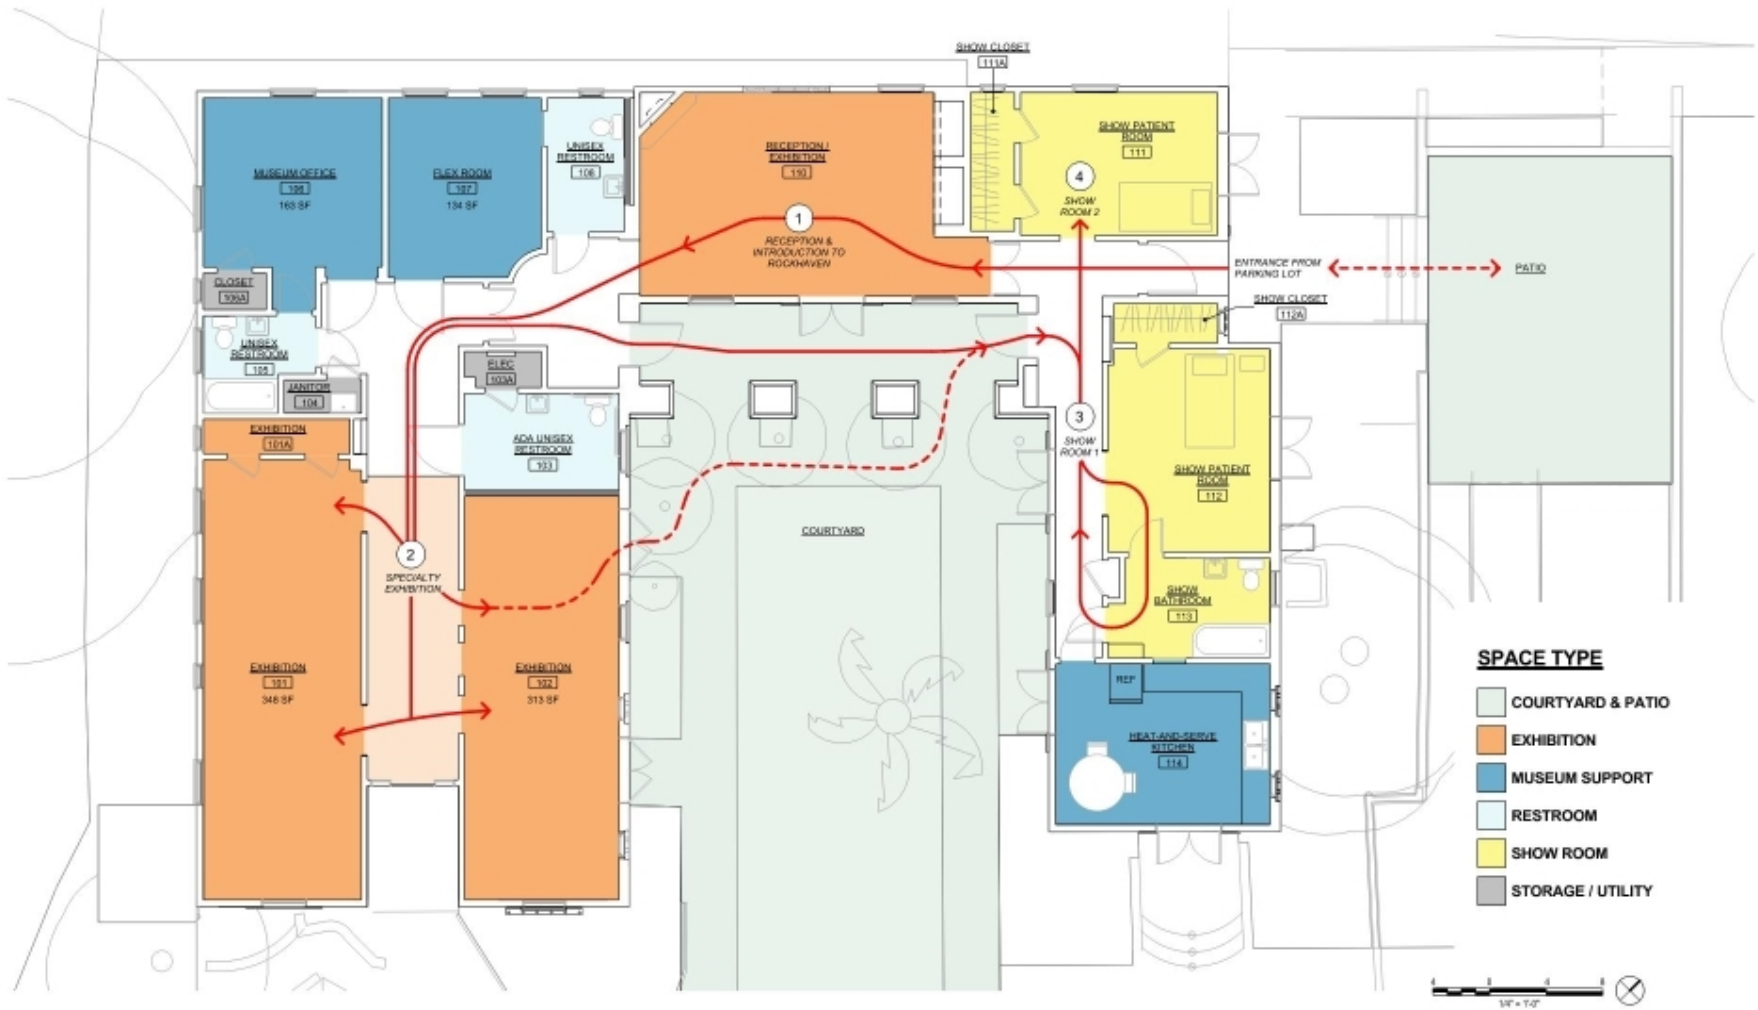 SHOW CLOSET
111A
MUSEUM OFFICE
106
163 SF
FLEX ROOM
107
134 SF
UNISEX
RESTROOM
108
RECEPTION /
EXHIBITION
110
1
RECEPTION &
INTRODUCTION TO
ROCKHAVEN
SHOW PATIENT
ROOM
111
4
SHOW
ROOM 2
ENTRANCE FROM
PARKING LOT
PATIO
CLOSET
106A
SHOW CLOSET
112A
UNISEX
RESTROOM
105
JANITOR
104
ELEC
103A
EXHIBITION
101A
ADA UNISEX
RESTROOM
103
3
SHOW
ROOM 1
SHOW PATIENT
ROOM
112
COURTYARD
2
SPECIALTY
EXHIBITION
SHOW
BATHROOM
113
EXHIBITION
101
348 SF
EXHIBITION
102
313 SF
REF
HEAT-AND-SERVE
KITCHEN
114
SPACE TYPE
COURTYARD & PATIO
EXHIBITION
MUSEUM SUPPORT
RESTROOM
SHOW ROOM
STORAGE / UTILITY
1/4" = 1'-0"